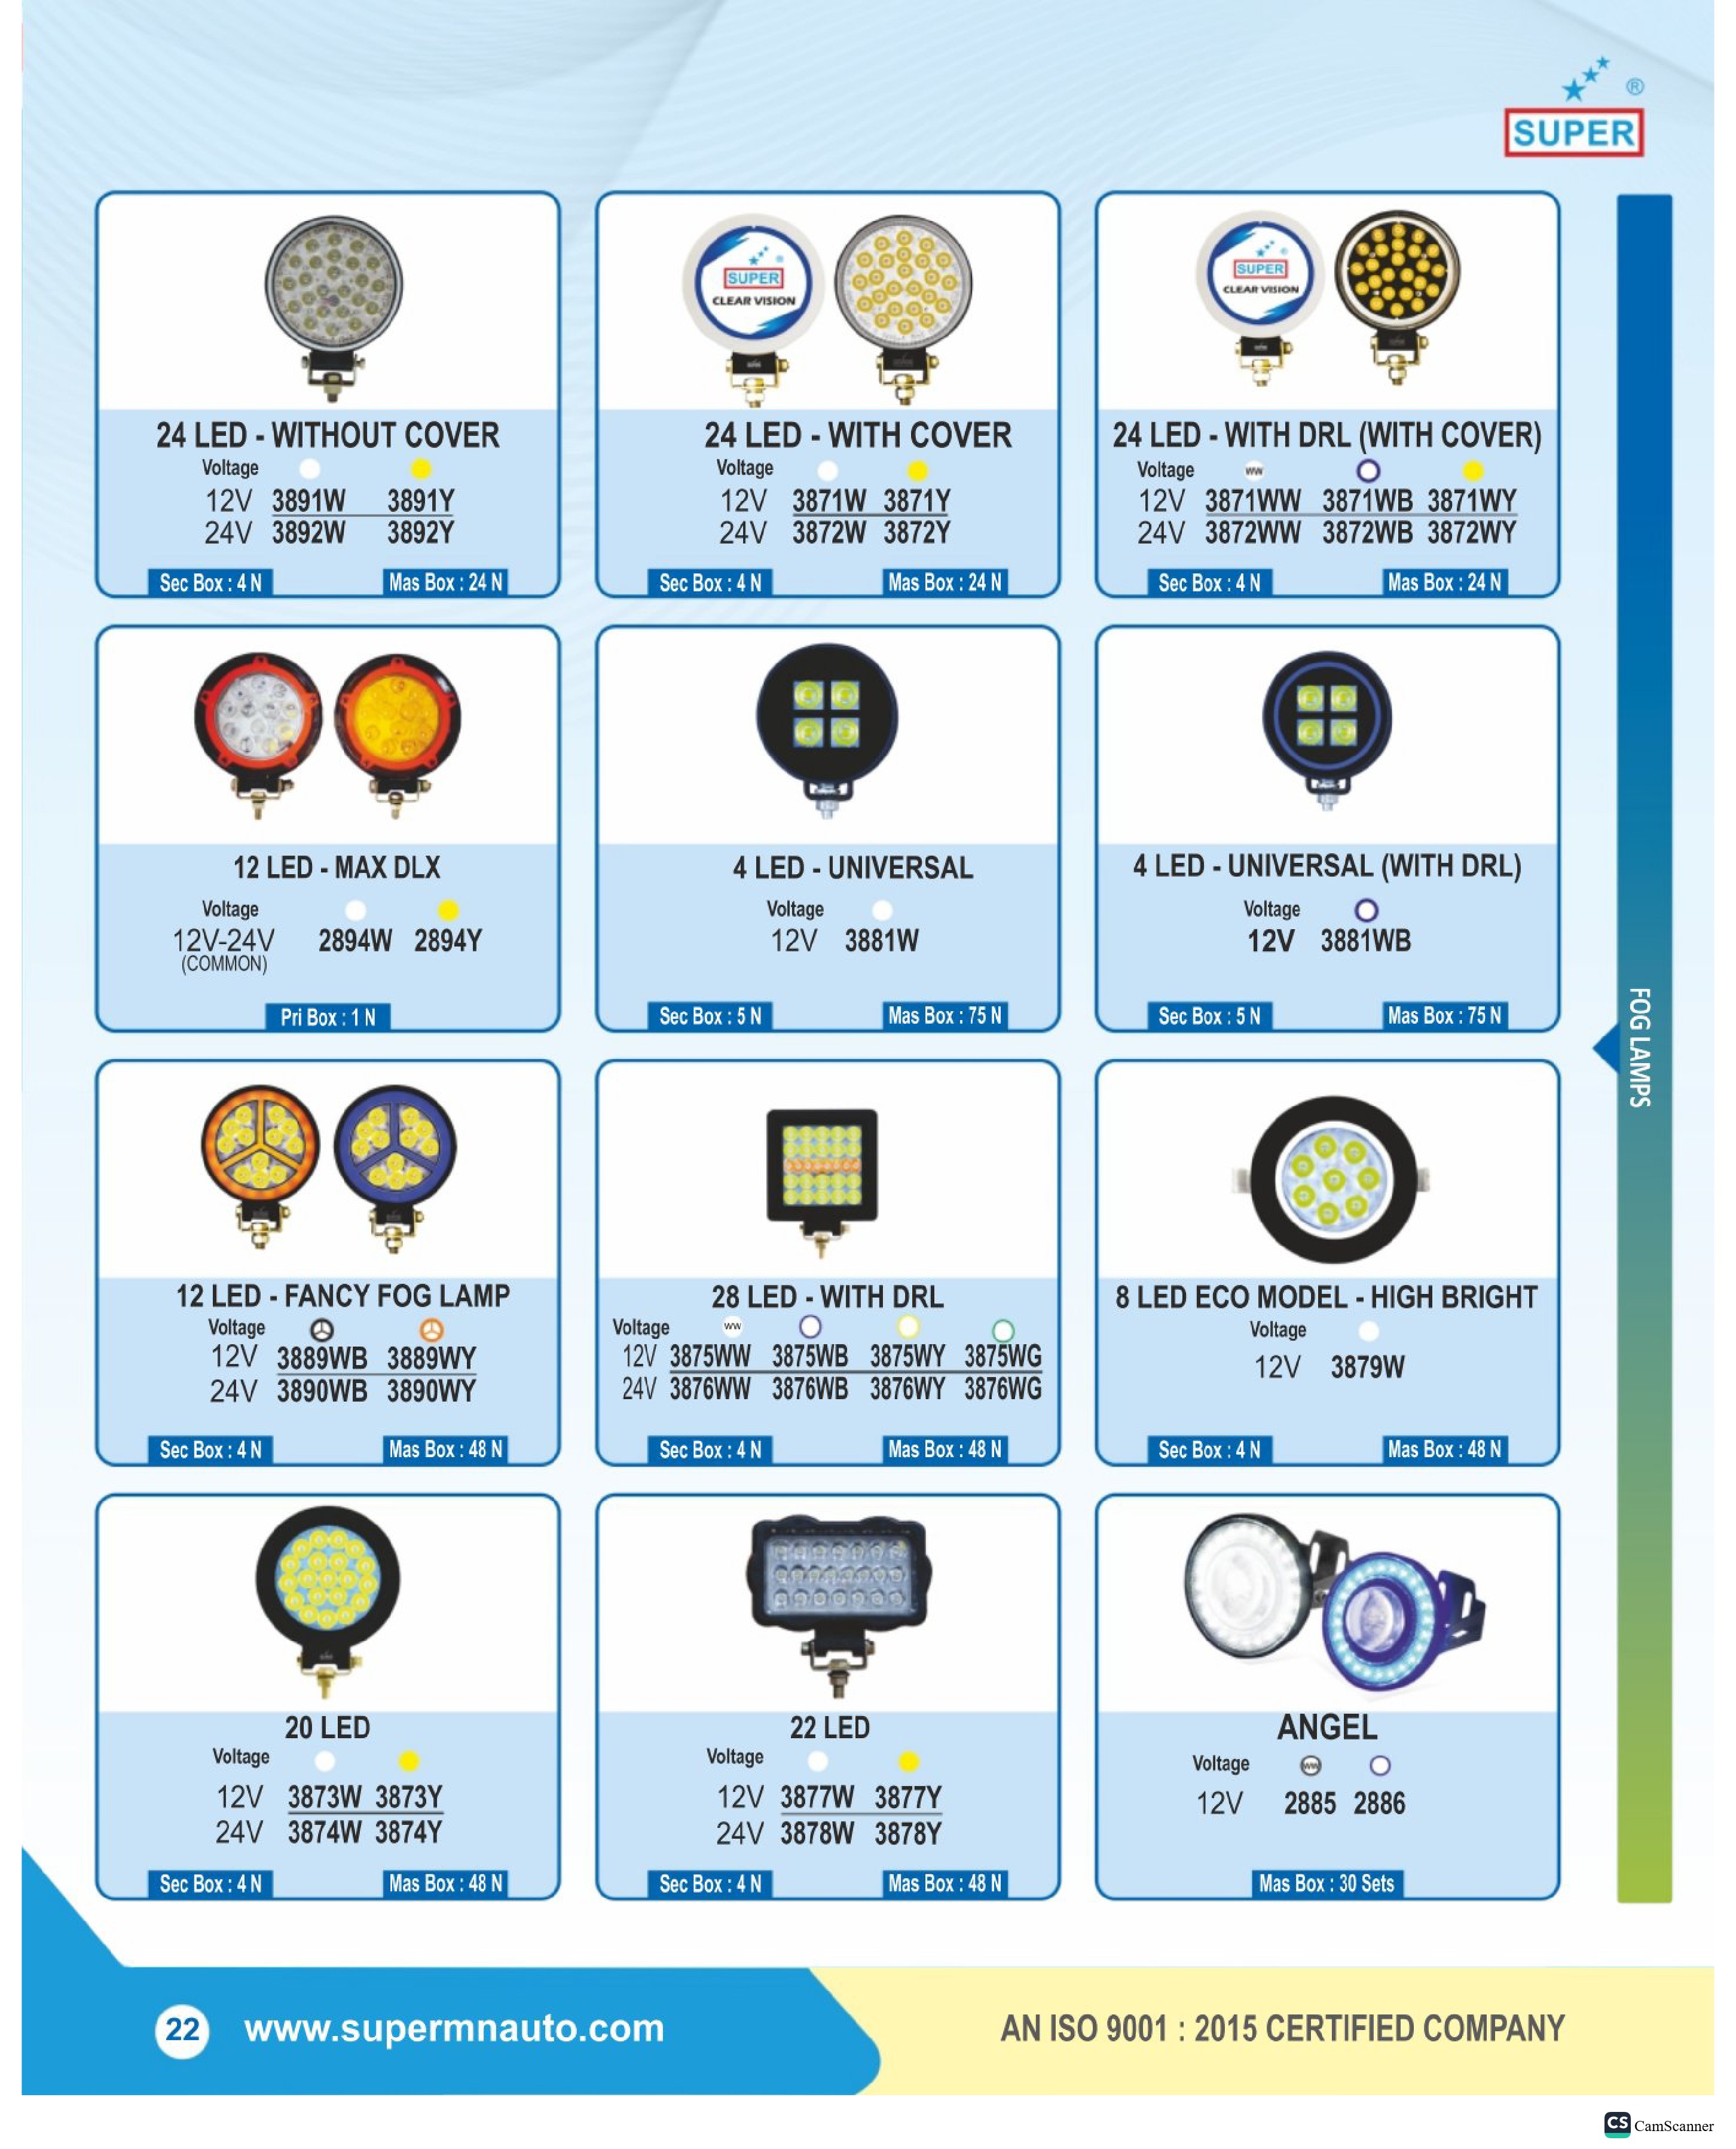 SUPER ®
SUPER ®
CLEAR VISION
SUPER ®
CLEAR VISION
24 LED - WITHOUT COVER
Voltage
12V 3891W 3891Y
24V 3892W 3892Y
Sec Box : 4 N Mas Box : 24 N
24 LED - WITH COVER
Voltage
12V 3871W 3871Y
24V 3872W 3872Y
Sec Box : 4 N Mas Box : 24 N
24 LED - WITH DRL (WITH COVER)
Voltage WW
12V 3871WW 3871WB 3871WY
24V 3872WW 3872WB 3872WY
Sec Box : 4 N Mas Box : 24 N
12 LED - MAX DLX
Voltage
12V-24V 2894W 2894Y
(COMMON)
Pri Box : 1 N
4 LED - UNIVERSAL
Voltage
12V 3881W
Sec Box : 5 N Mas Box : 75 N
4 LED - UNIVERSAL (WITH DRL)
Voltage
12V 3881WB
Sec Box : 5 N Mas Box : 75 N
FOG LAMPS
12 LED - FANCY FOG LAMP
Voltage
12V 3889WB 3889WY
24V 3890WB 3890WY
Sec Box : 4 N Mas Box : 48 N
28 LED - WITH DRL
Voltage WW
12V 3875WW 3875WB 3875WY 3875WG
24V 3876WW 3876WB 3876WY 3876WG
Sec Box : 4 N Mas Box : 48 N
8 LED ECO MODEL - HIGH BRIGHT
Voltage
12V 3879W
Sec Box : 4 N Mas Box : 48 N
20 LED
Voltage
12V 3873W 3873Y
24V 3874W 3874Y
Sec Box : 4 N Mas Box : 48 N
22 LED
Voltage
12V 3877W 3877Y
24V 3878W 3878Y
Sec Box : 4 N Mas Box : 48 N
ANGEL
Voltage WW
12V 2885 2886
Mas Box : 30 Sets
22 www.supermnauto.com
AN ISO 9001 : 2015 CERTIFIED COMPANY
CS CamScanner